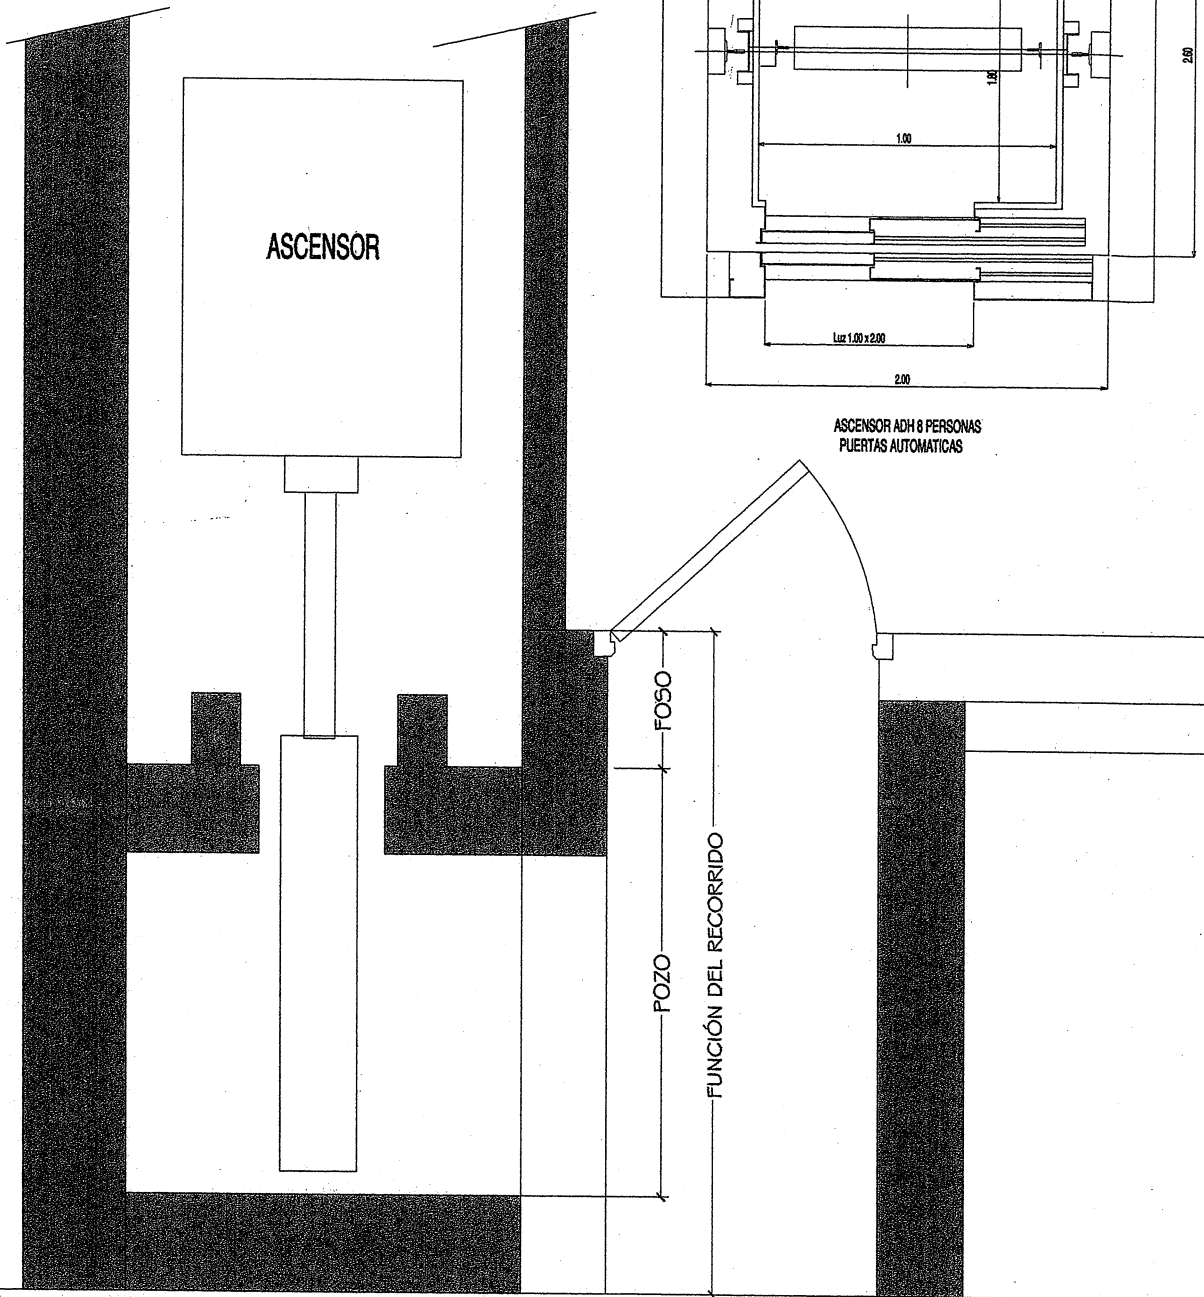 2.60
1.80
1.00
ASCENSOR
Luz 1.00 x 2.00
2.00
ASCENSOR ADH 8 PERSONAS
PUERTAS AUTOMATICAS
FOSO
POZO
FUNCIÓN DEL RECORRIDO